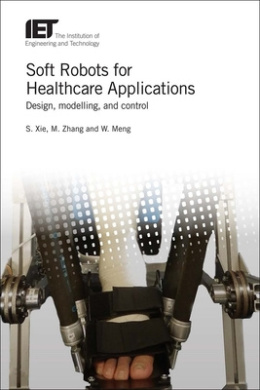 IET The Institution of
Engineering and Technology
Soft Robots for
Healthcare Applications
Design, modelling, and control
S. Xie, M. Zhang and W. Meng